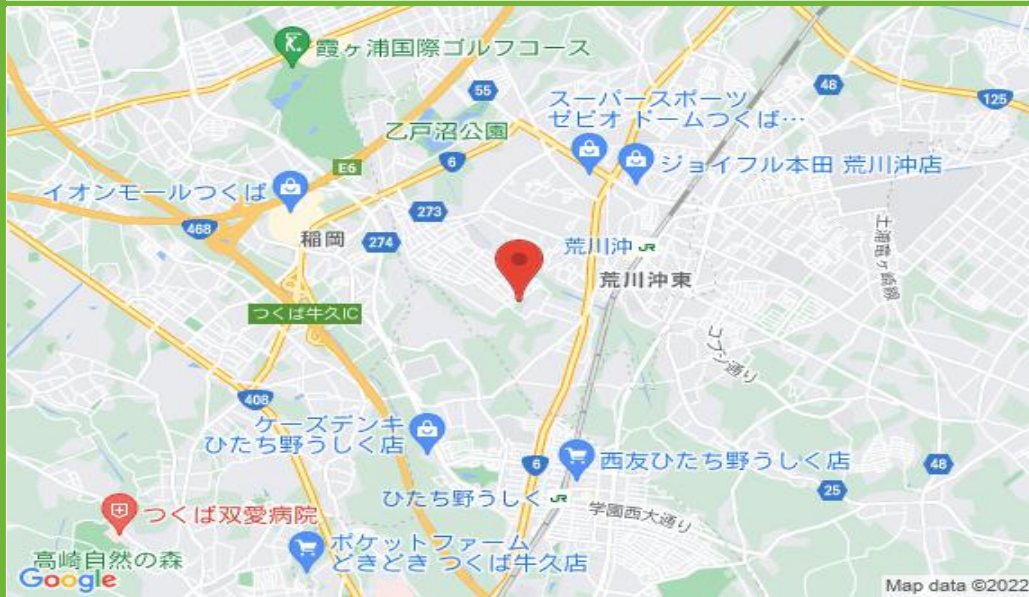 霞ヶ浦国際ゴルフコース
55
48
125
スーパースポーツ
ゼビオ ドームつくば…
乙戸沼公園
6
E6
ジョイフル本田 荒川沖店
イオンモールつくば
273
468
稲岡
274
荒川沖 JR
荒川沖東
土浦竜ヶ崎線
つくば牛久IC
コブシ通り
408
ケーズデンキ
ひたち野うしく店
6
西友ひたち野うしく店
48
25
ひたち野うしく JR
学園西大通り
つくば双愛病院
ポケットファーム
どきどき つくば牛久店
高崎自然の森
Google
Map data ©2022